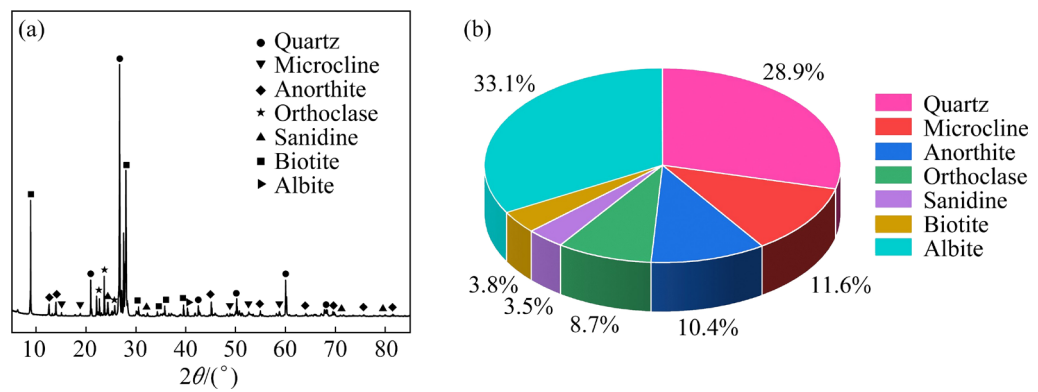 (a)
Quartz
Microcline
Anorthite
Orthoclase
Sanidine
Biotite
Albite
10 20 30 40 50 60 70 80
2θ/(°)
(b)
33.1%
28.9%
11.6%
10.4%
8.7%
3.5%
3.8%
Quartz
Microcline
Anorthite
Orthoclase
Sanidine
Biotite
Albite